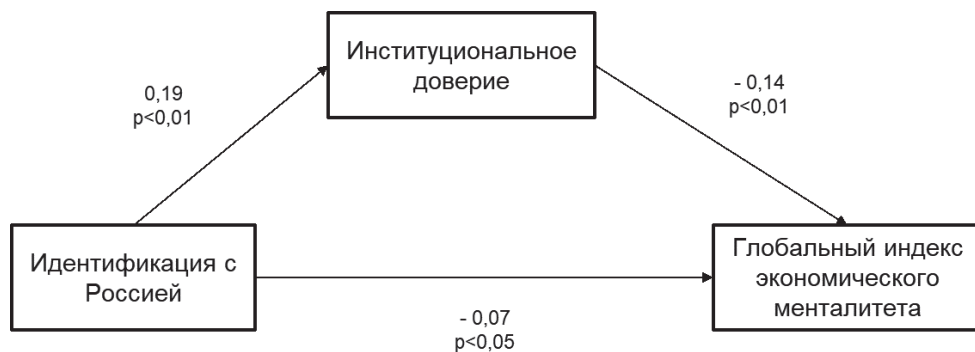 Институциональное
доверие
0,19
p<0,01
- 0,14
p<0,01
Идентификация с
Россией
Глобальный индекс
экономического
менталитета
- 0,07
p<0,05